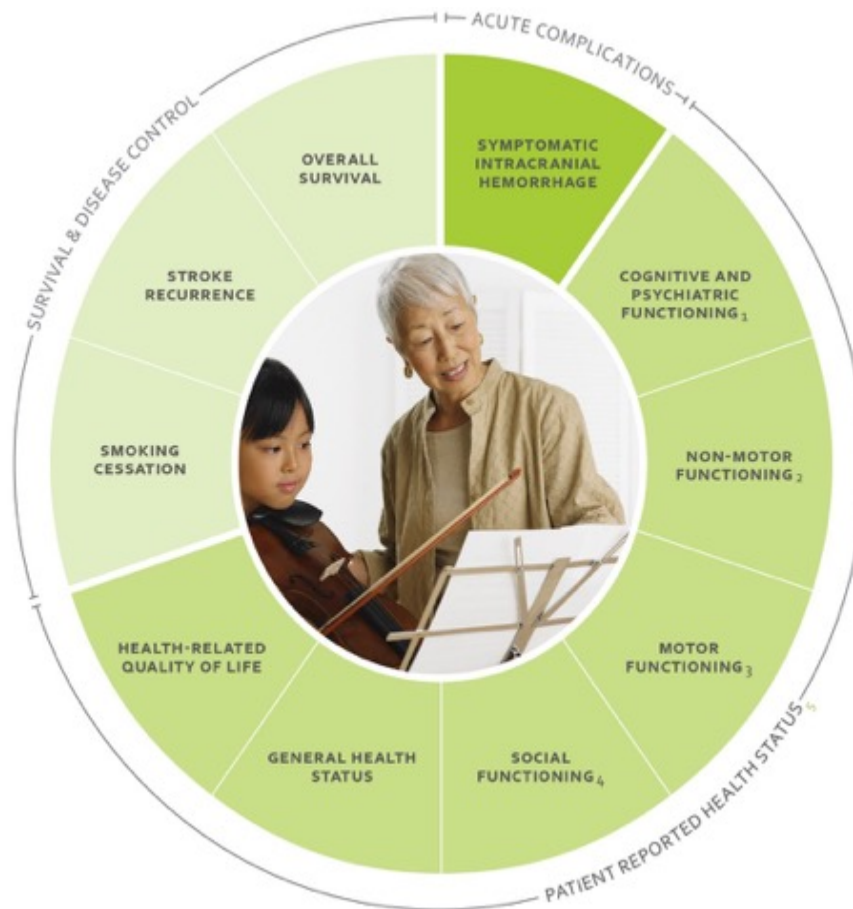 ACUTE COMPLICATIONS
SURVIVAL & DISEASE CONTROL
OVERALL
SURVIVAL
SYMPTOMATIC
INTRACRANIAL
HEMORRHAGE
STROKE
RECURRENCE
COGNITIVE AND
PSYCHIATRIC
FUNCTIONING 1
SMOKING
CESSATION
NON-MOTOR
FUNCTIONING 2
HEALTH-RELATED
QUALITY OF LIFE
MOTOR
FUNCTIONING 3
GENERAL HEALTH
STATUS
SOCIAL
FUNCTIONING 4
PATIENT REPORTED HEALTH STATUS 5